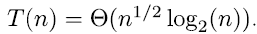 T(n) = Θ(n^{1/2} log_2(n)).